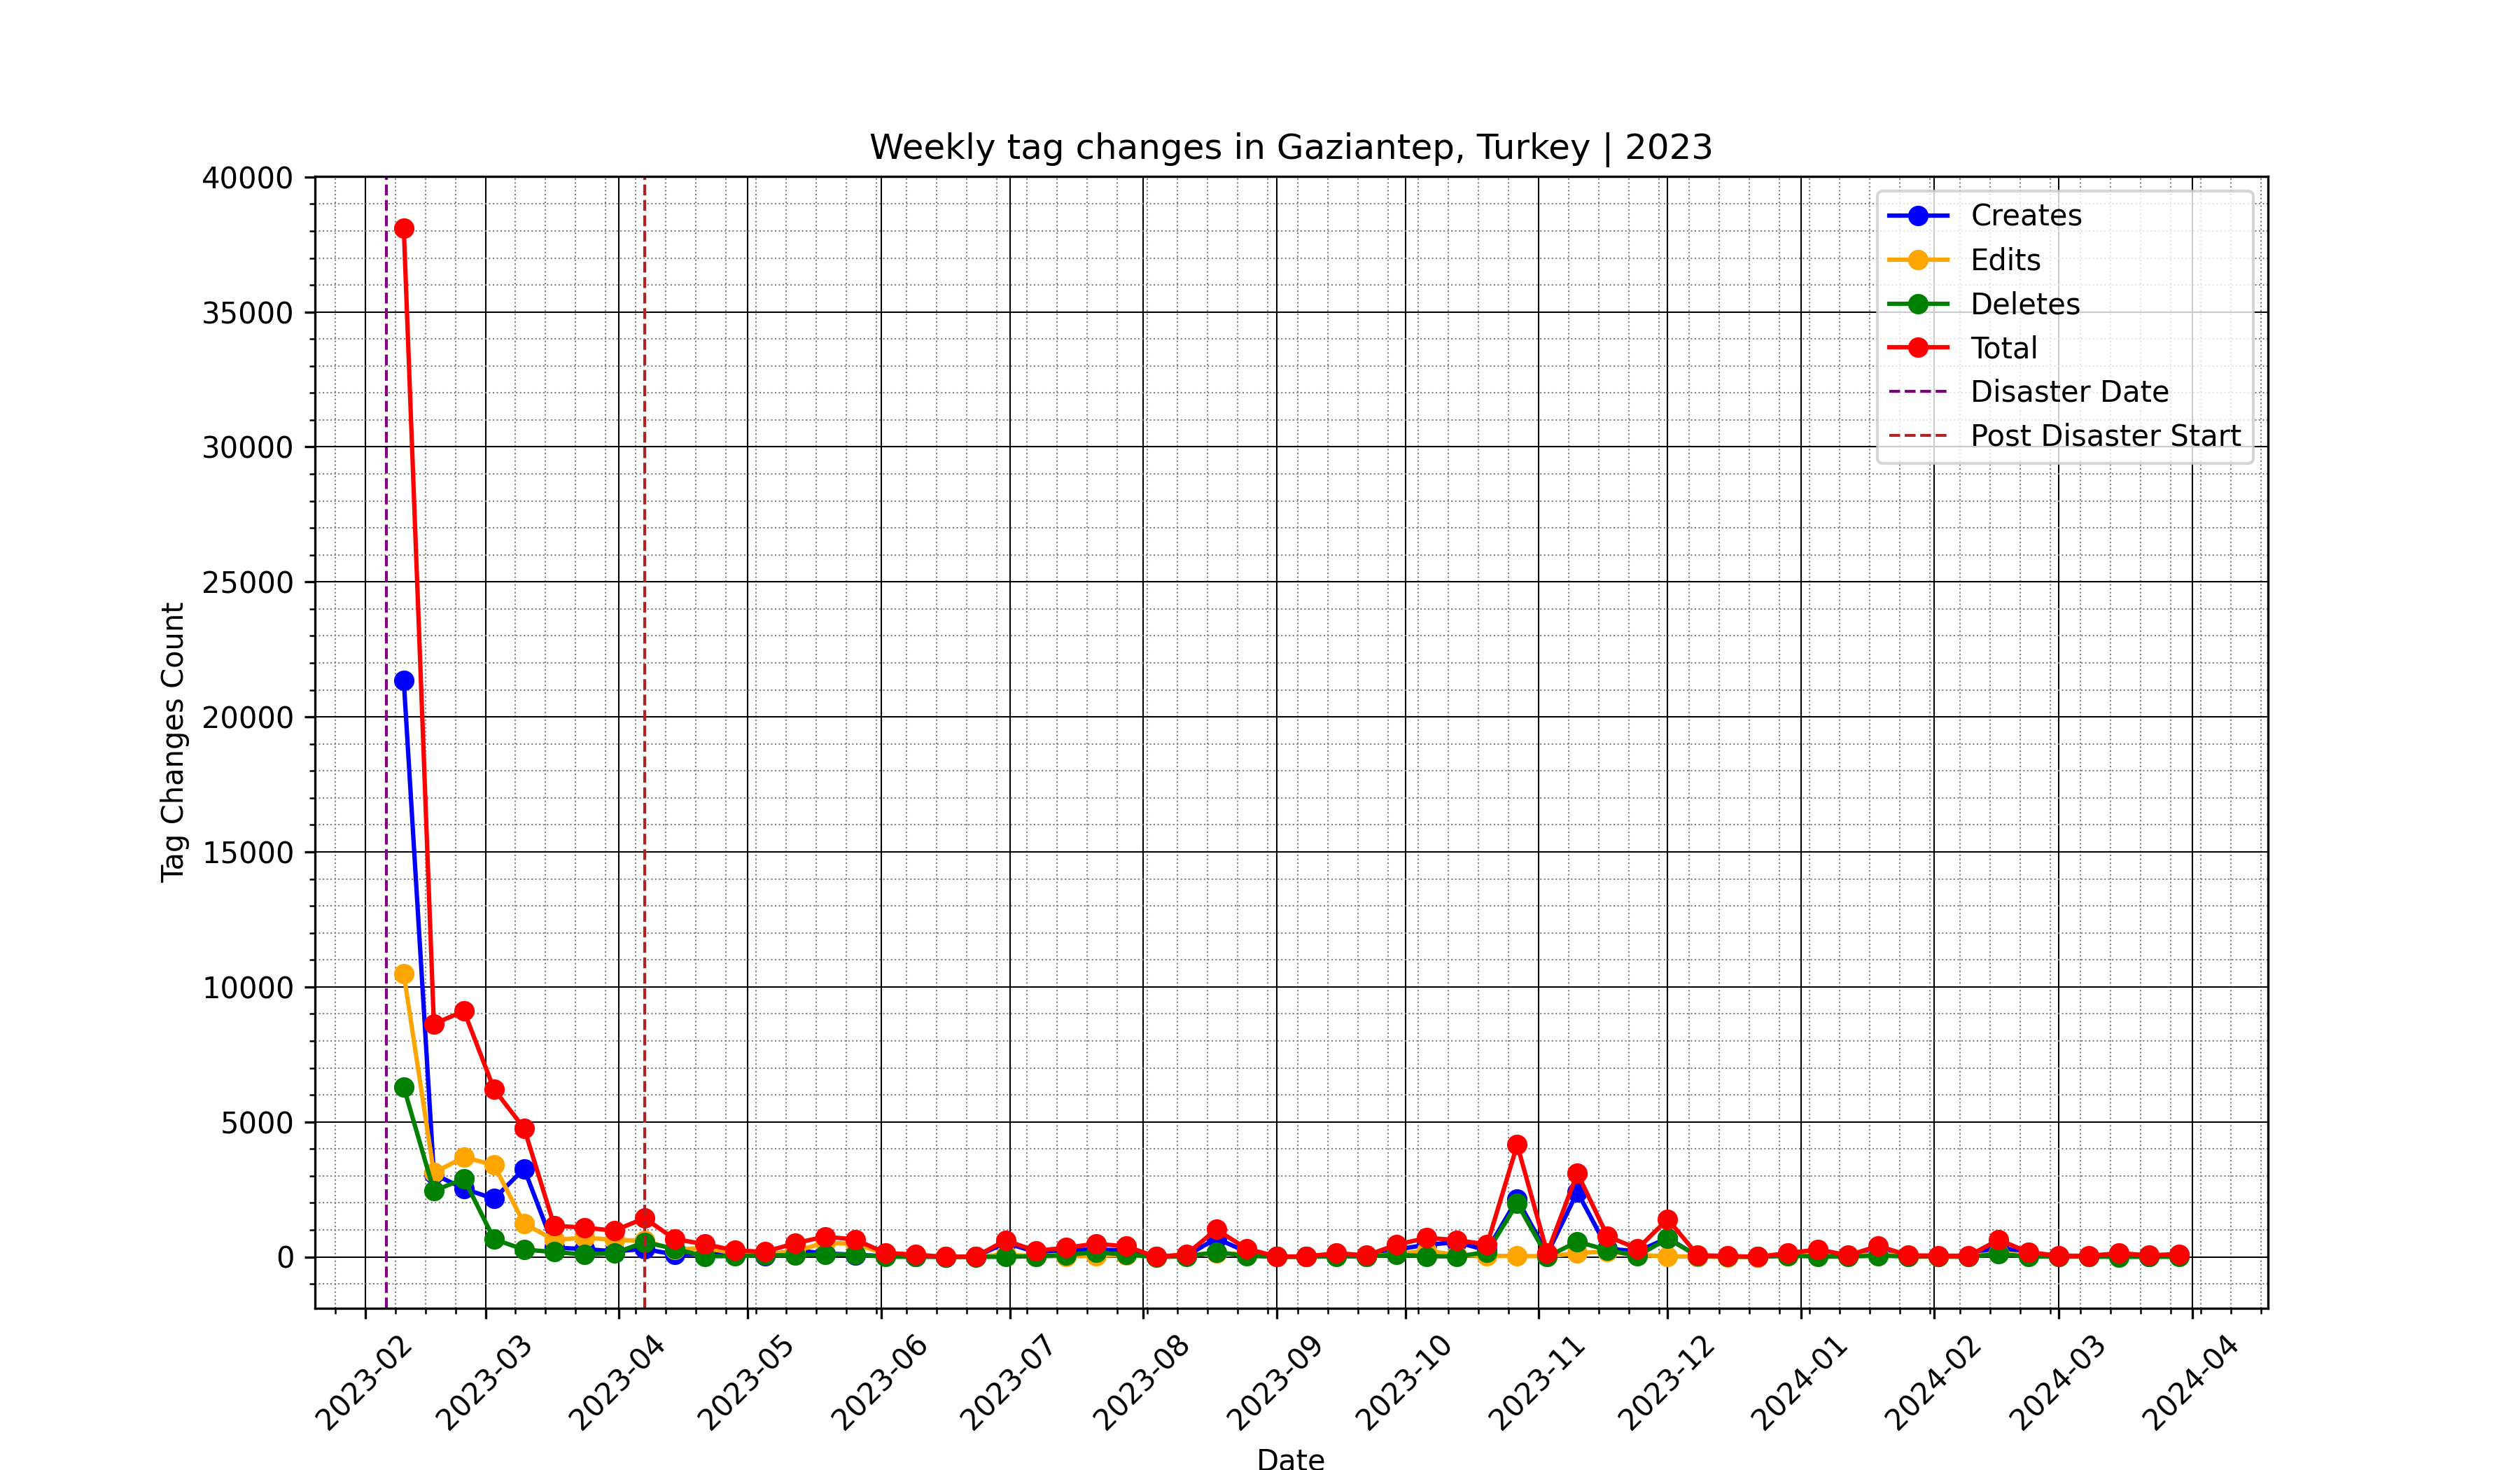 Weekly tag changes in Gaziantep, Turkey | 2023
40000
35000
30000
25000
20000
15000
10000
5000
0
Tag Changes Count
Creates
Edits
Deletes
Total
Disaster Date
Post Disaster Start
2023-02
2023-03
2023-04
2023-05
2023-06
2023-07
2023-08
2023-09
2023-10
2023-11
2023-12
2024-01
2024-02
2024-03
2024-04
Date